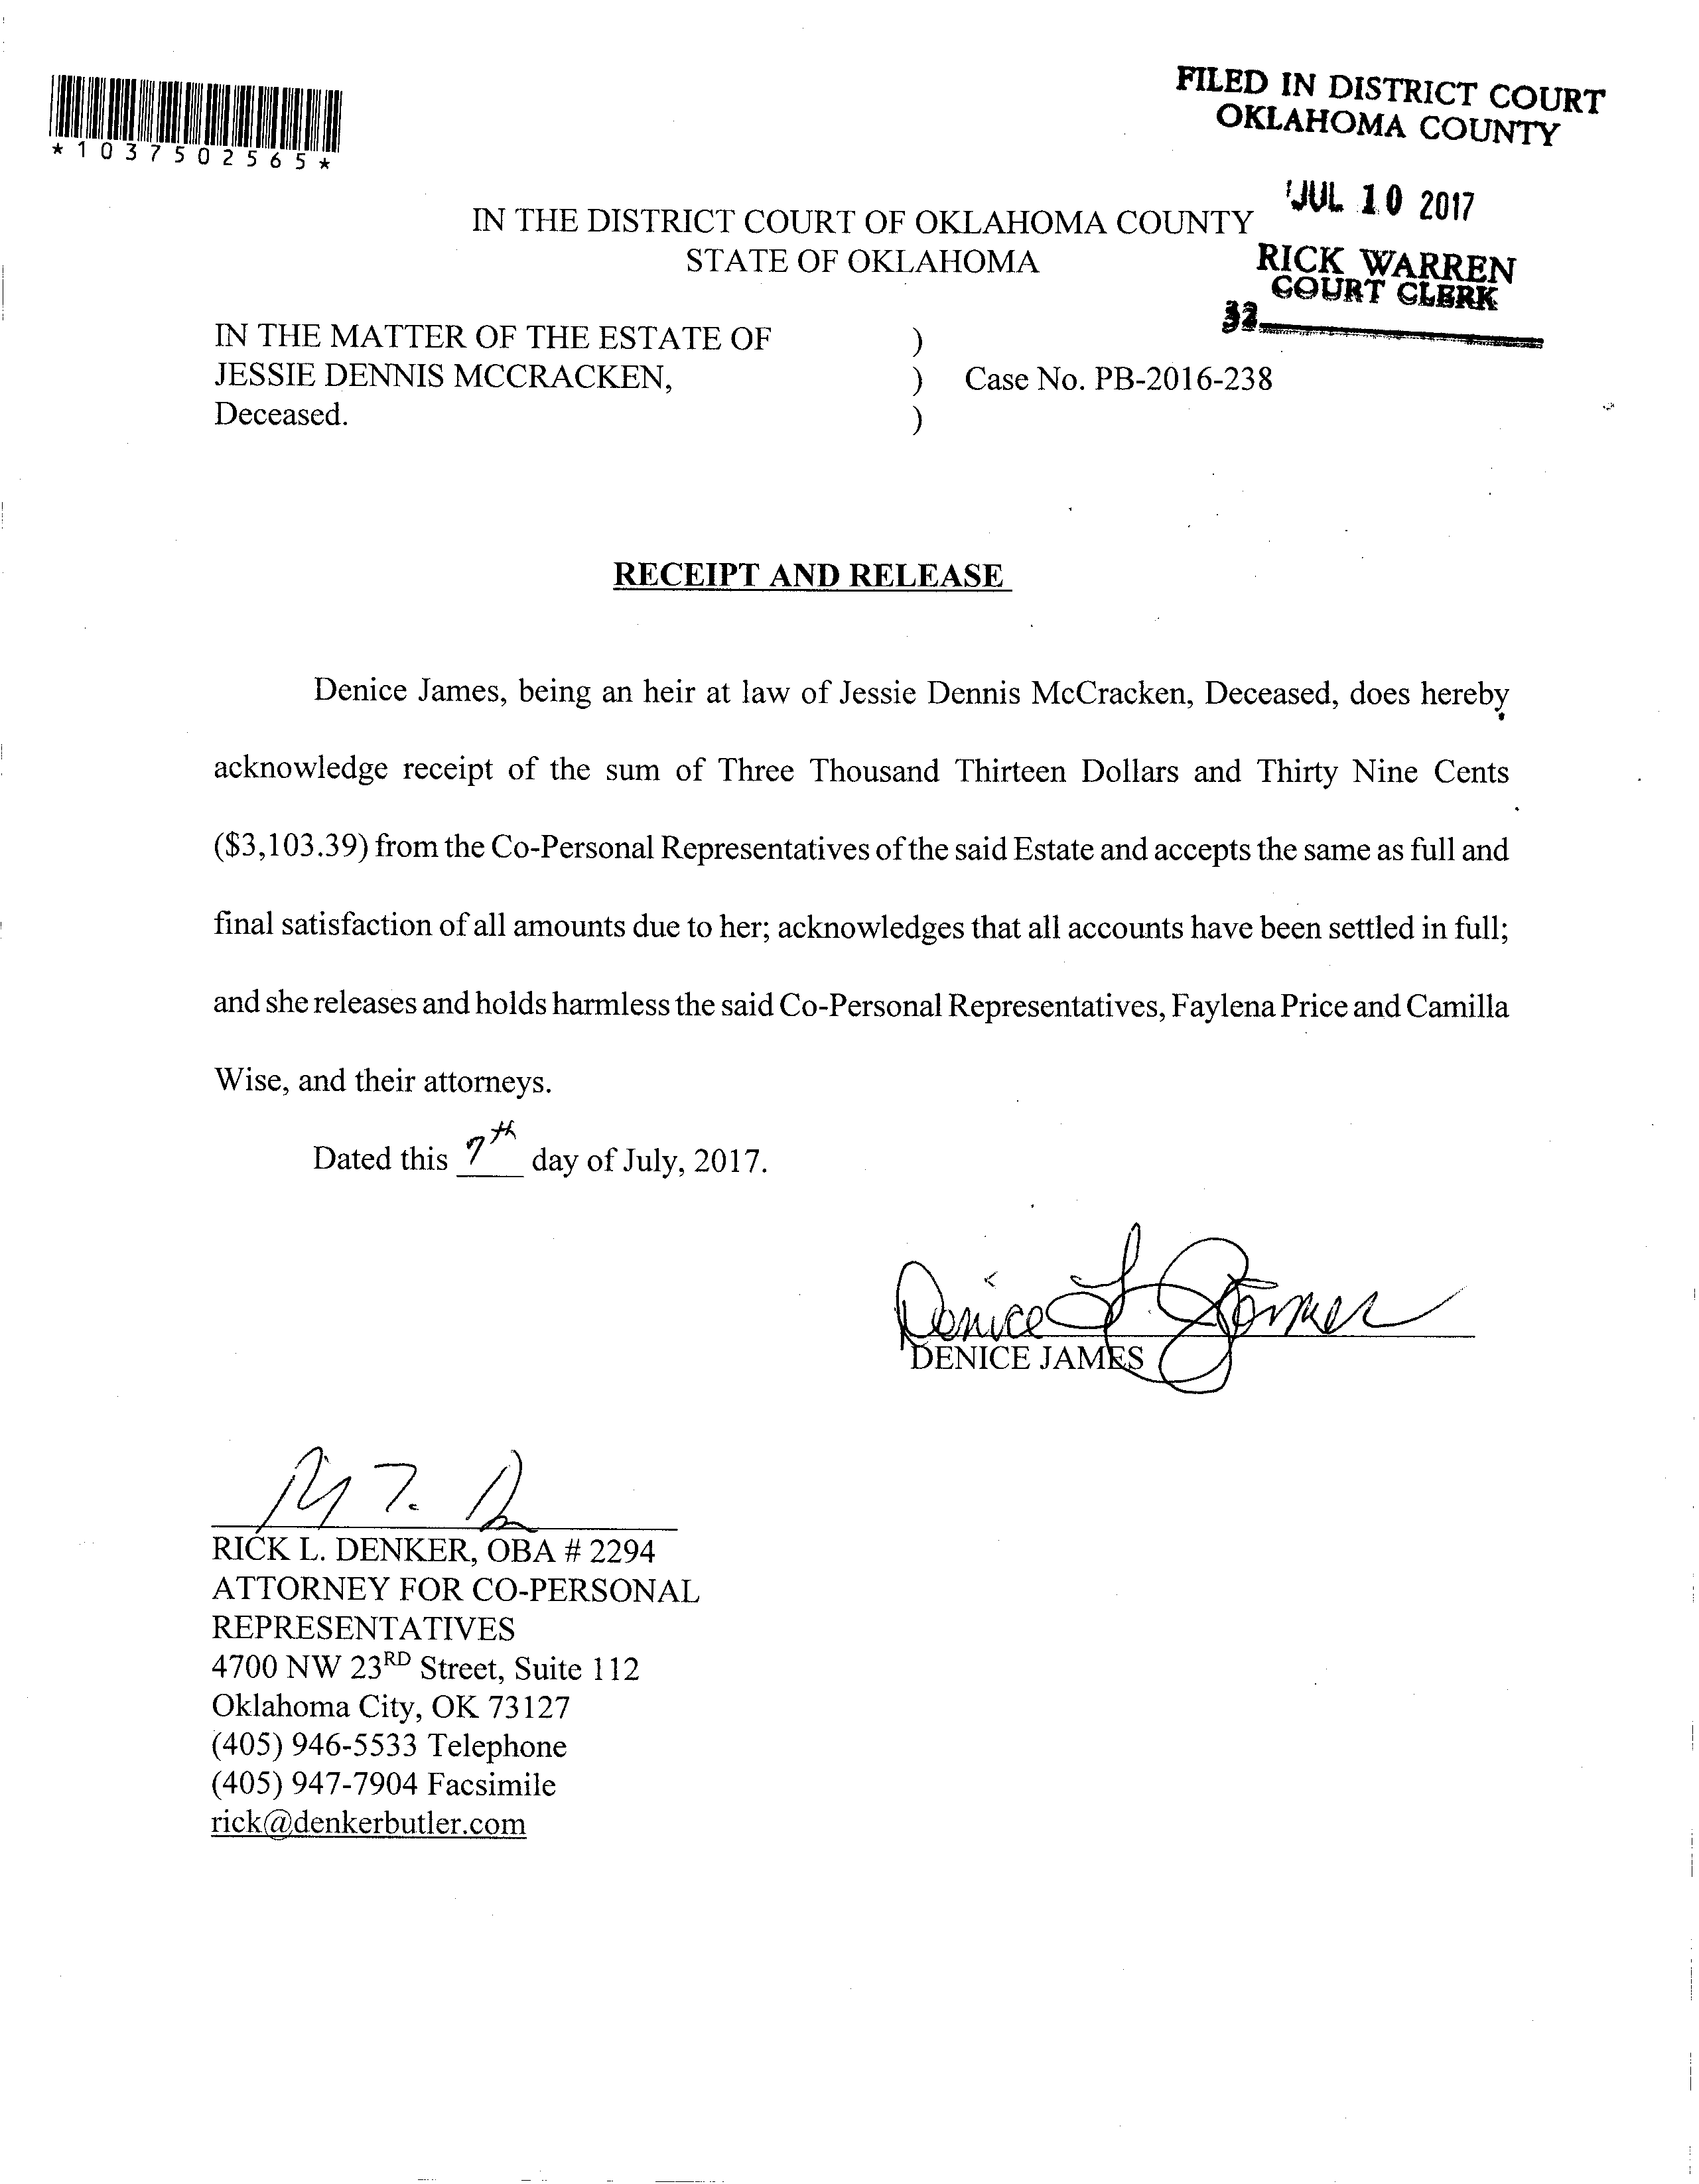 *1037502565*
FILED IN DISTRICT COURT
OKLAHOMA COUNTY
JUL 10 2017
RICK WARREN
COURT CLERK
32
IN THE DISTRICT COURT OF OKLAHOMA COUNTY
STATE OF OKLAHOMA
IN THE MATTER OF THE ESTATE OF )
JESSIE DENNIS MCCRACKEN, ) Case No. PB-2016-238
Deceased. )
RECEIPT AND RELEASE
Denice James, being an heir at law of Jessie Dennis McCracken, Deceased, does hereby
acknowledge receipt of the sum of Three Thousand Thirteen Dollars and Thirty Nine Cents
($3,103.39) from the Co-Personal Representatives of the said Estate and accepts the same as full and
final satisfaction of all amounts due to her; acknowledges that all accounts have been settled in full;
and she releases and holds harmless the said Co-Personal Representatives, Faylena Price and Camilla
Wise, and their attorneys.
Dated this 7th day of July, 2017.
Denice
DENICE JAMES
RICK L. DENKER, OBA # 2294
ATTORNEY FOR CO-PERSONAL
REPRESENTATIVES
4700 NW 23RD Street, Suite 112
Oklahoma City, OK 73127
(405) 946-5533 Telephone
(405) 947-7904 Facsimile
rick@denkerbutler.com